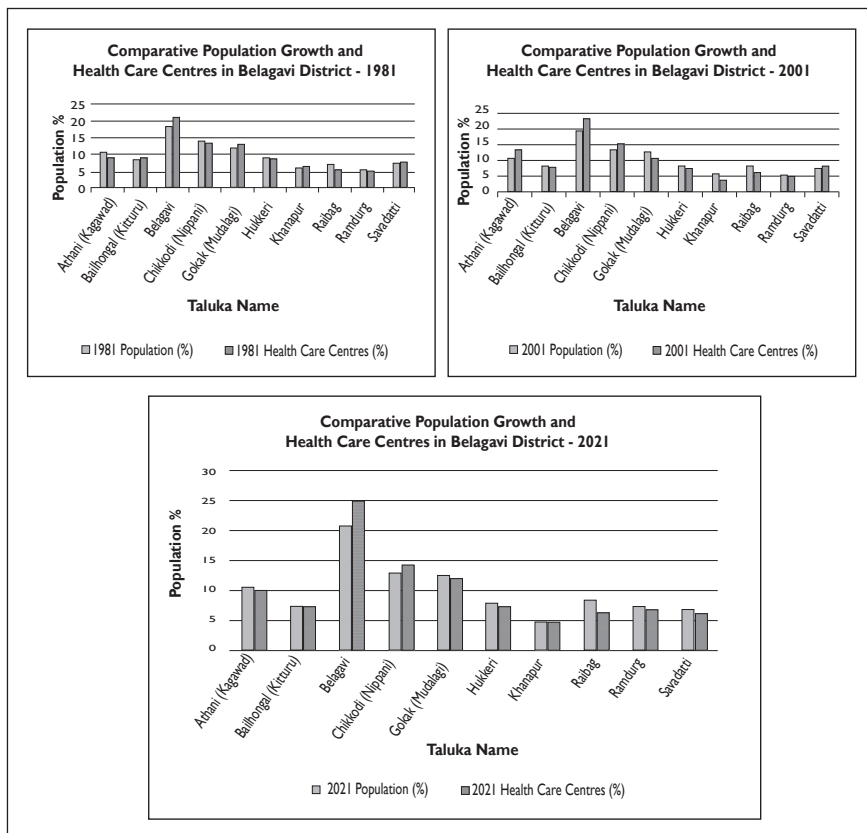 Comparative Population Growth and
Health Care Centres in Belagavi District - 1981
Population %
25
20
15
10
5
0
Athani (Kagawad)
Bailhongal (Kitturu)
Belagavi
Chikkodi (Nippani)
Gokak (Mudalagi)
Hukkeri
Khanapur
Raibag
Ramdurg
Savadatti
Taluka Name
1981 Population (%) 1981 Health Care Centres (%)
Comparative Population Growth and
Health Care Centres in Belagavi District - 2001
Population %
25
20
15
10
5
0
Athani (Kagawad)
Bailhongal (Kitturu)
Belagavi
Chikkodi (Nippani)
Gokak (Mudalagi)
Hukkeri
Khanapur
Raibag
Ramdurg
Savadatti
Taluka Name
2001 Population (%) 2001 Health Care Centres (%)
Comparative Population Growth and
Health Care Centres in Belagavi District - 2021
Population %
30
25
20
15
10
5
0
Athani (Kagawad)
Bailhongal (Kitturu)
Belagavi
Chikkodi (Nippani)
Gokak (Mudalagi)
Hukkeri
Khanapur
Raibag
Ramdurg
Savadatti
Taluka Name
2021 Population (%) 2021 Health Care Centres (%)